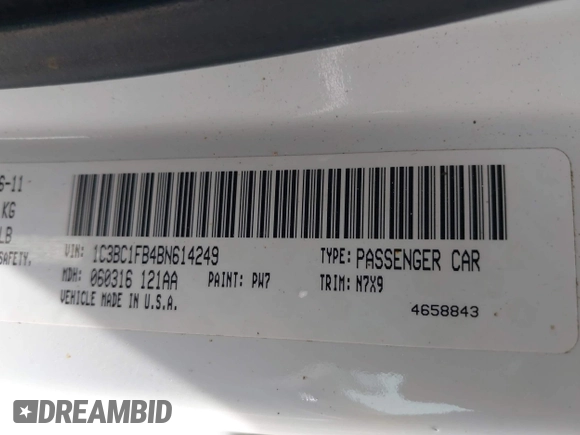 6-11
KG
LB
SAFETY.
VIN: 1C3BC1FB4BN614249
TYPE: PASSENGER CAR
MDH: 060316 121AA
PAINT: PW7
TRIM: N7X9
VEHICLE MADE IN U.S.A.
4658843
DREAMBID